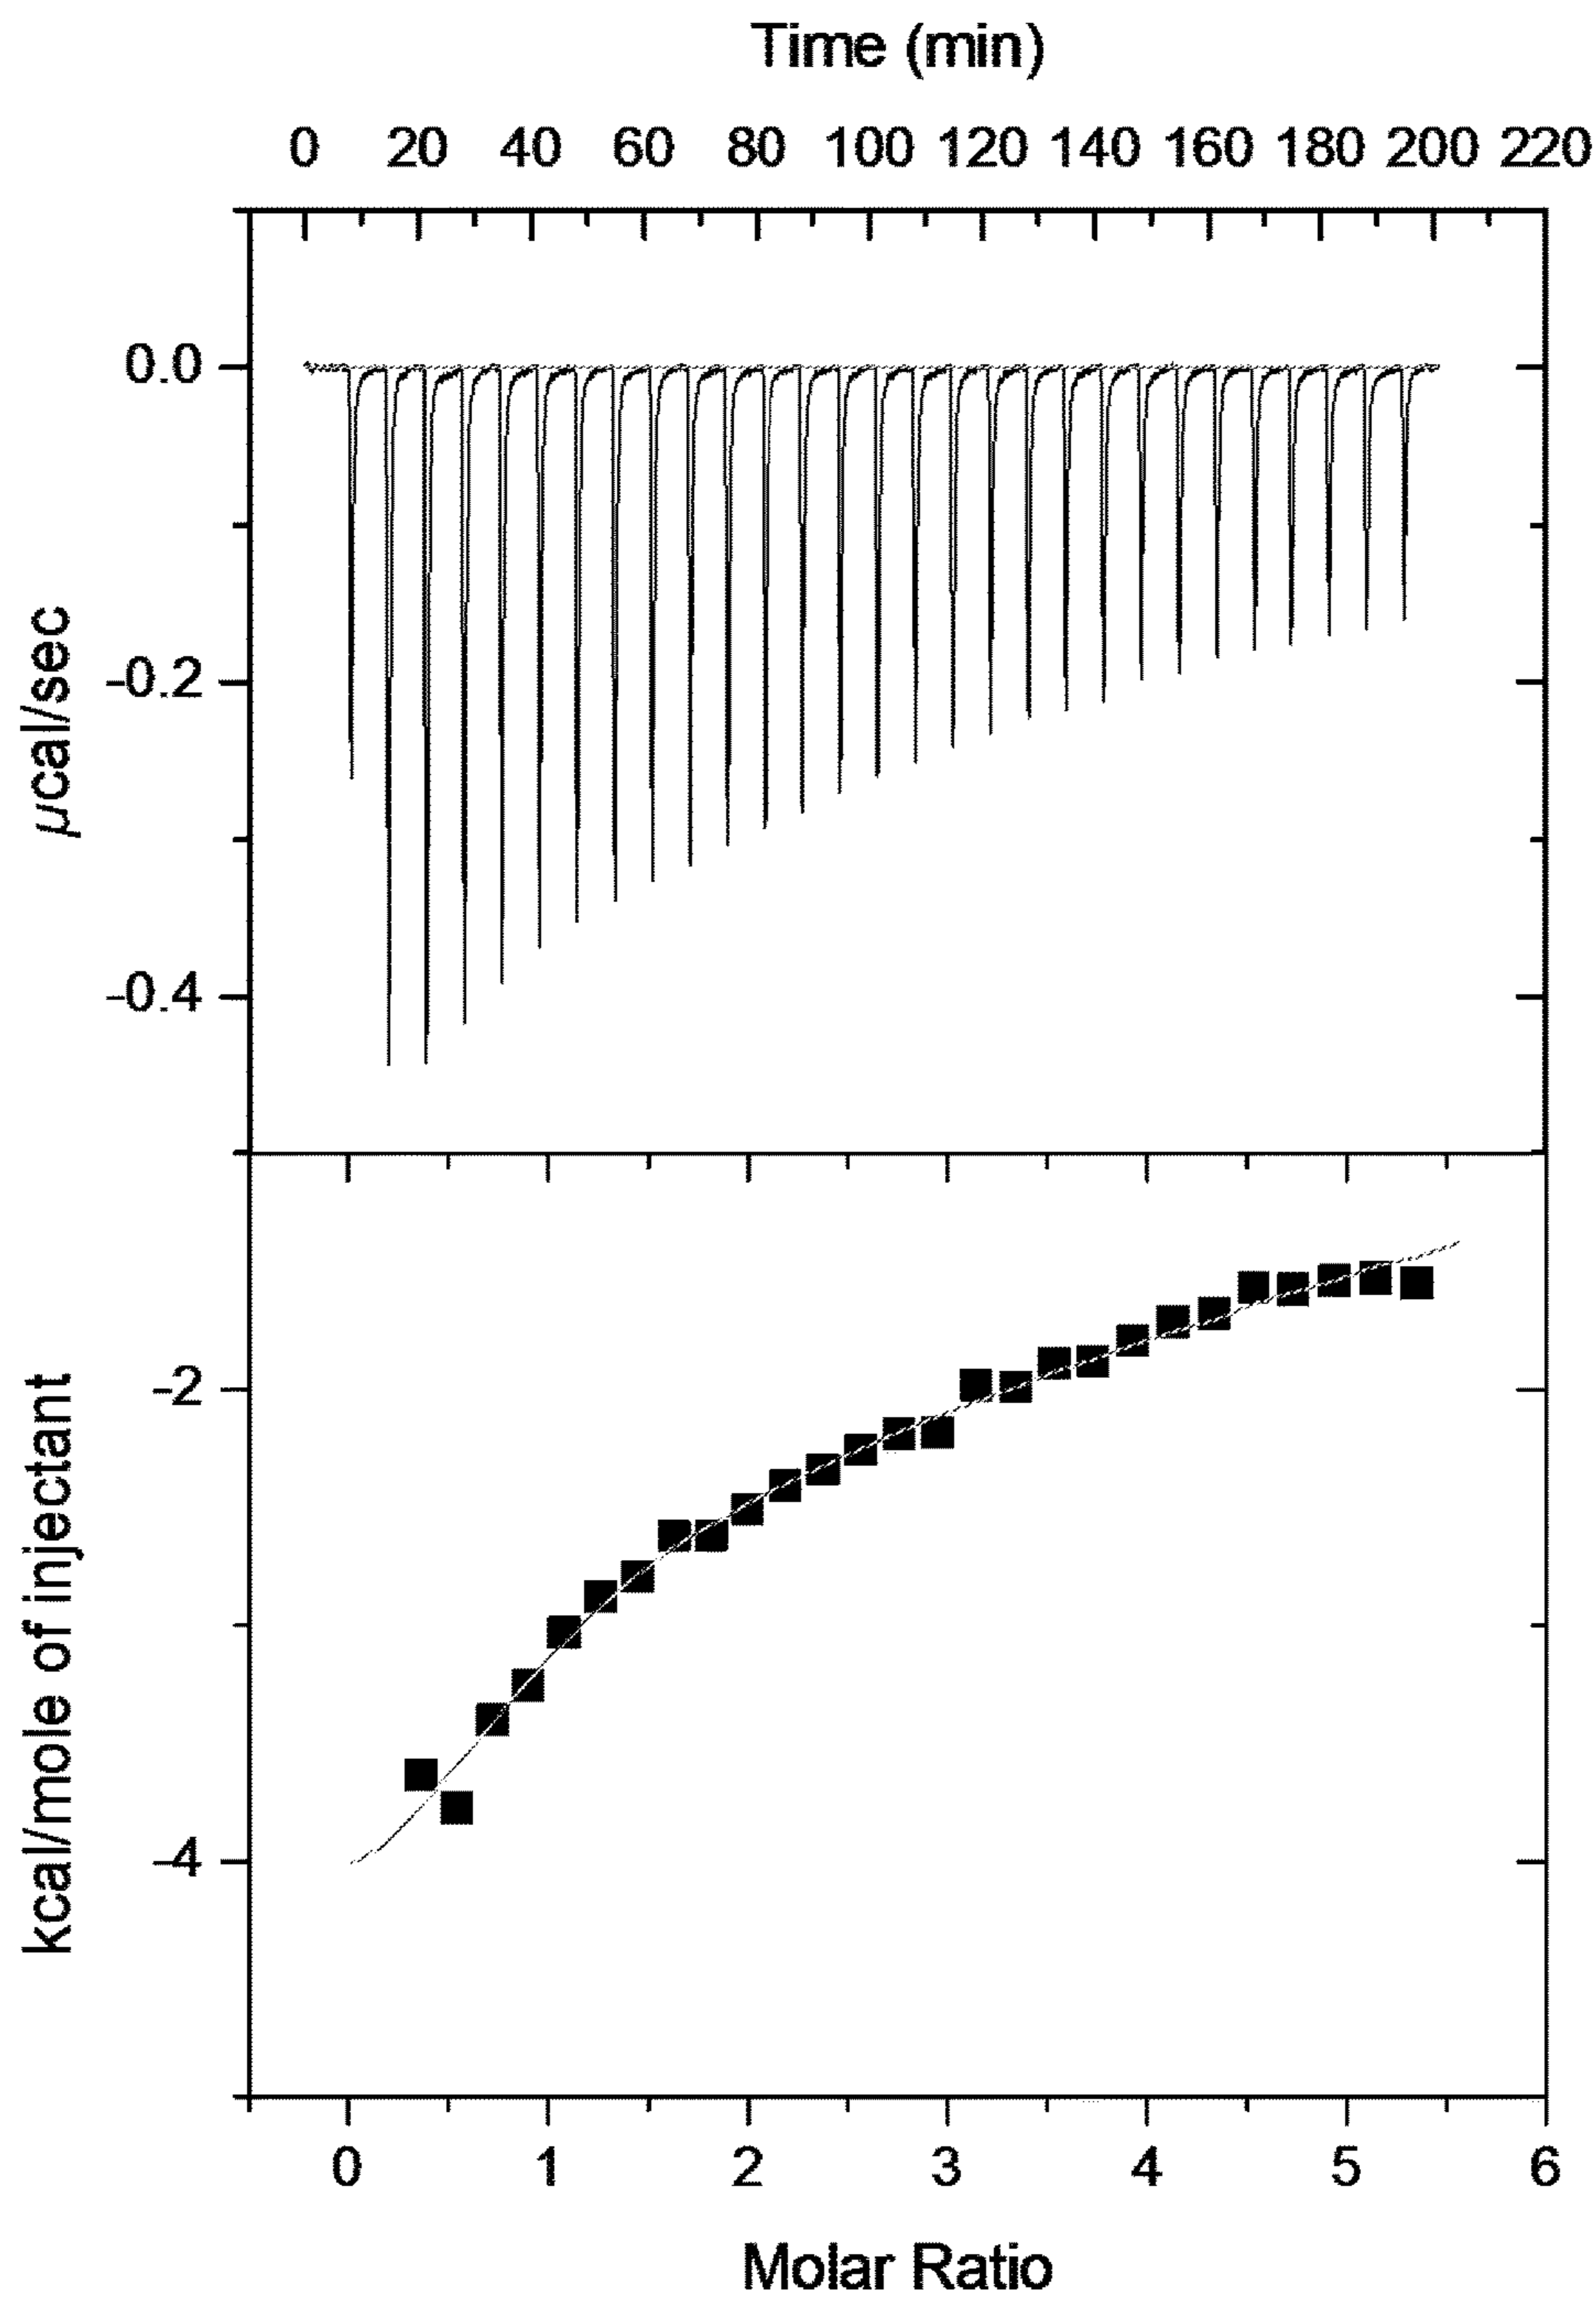 Time (min)
0 20 40 60 80 100 120 140 160 180 200 220
0.0
-0.2
-0.4
µcal/sec
-2
-4
kcal/mole of injectant
0 1 2 3 4 5 6
Molar Ratio